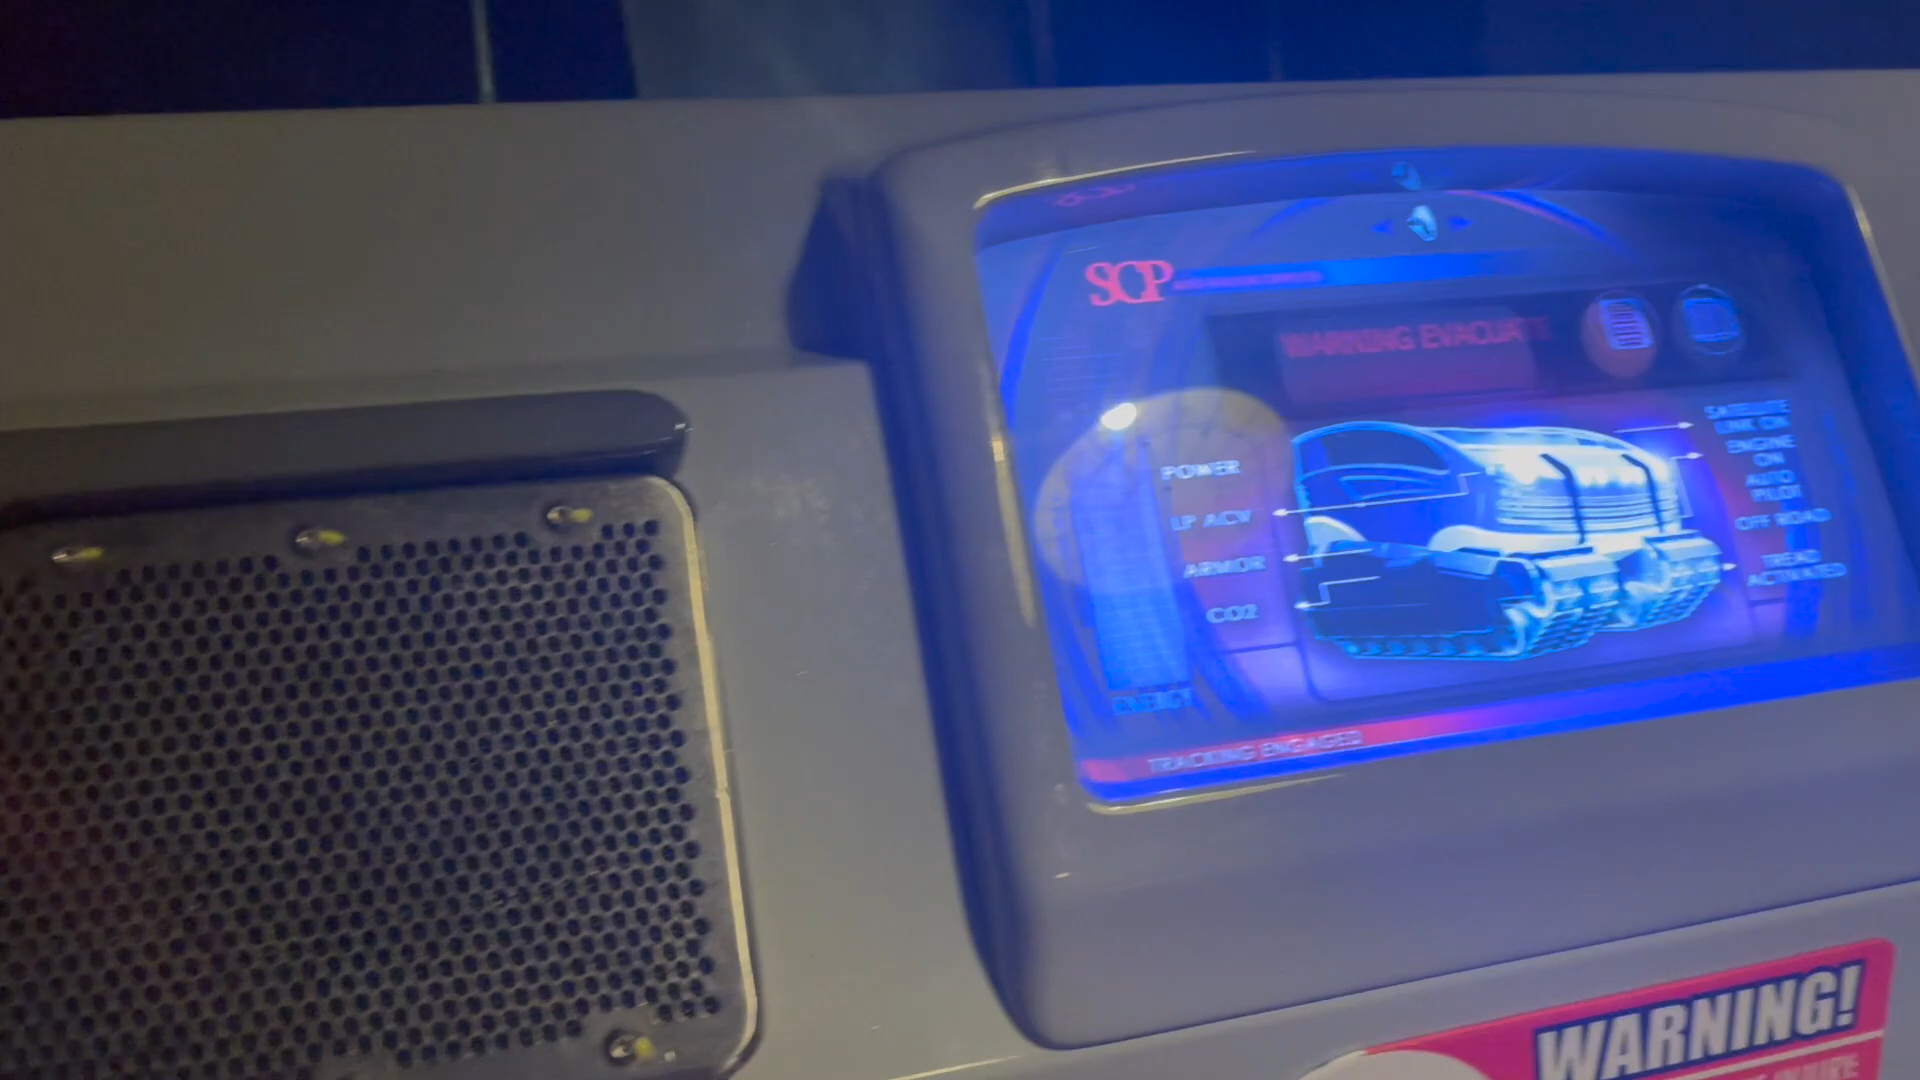 SCP
WARNING EVACUATE
SATELLITE
LINK ON
ENGINE
ON
AUTO
PILOT
OFF ROAD
TREAD
ACTIVATED
POWER
LP ACV
ARMOR
CO2
ENERGY
TRACKING ENGAGED
WARNING!